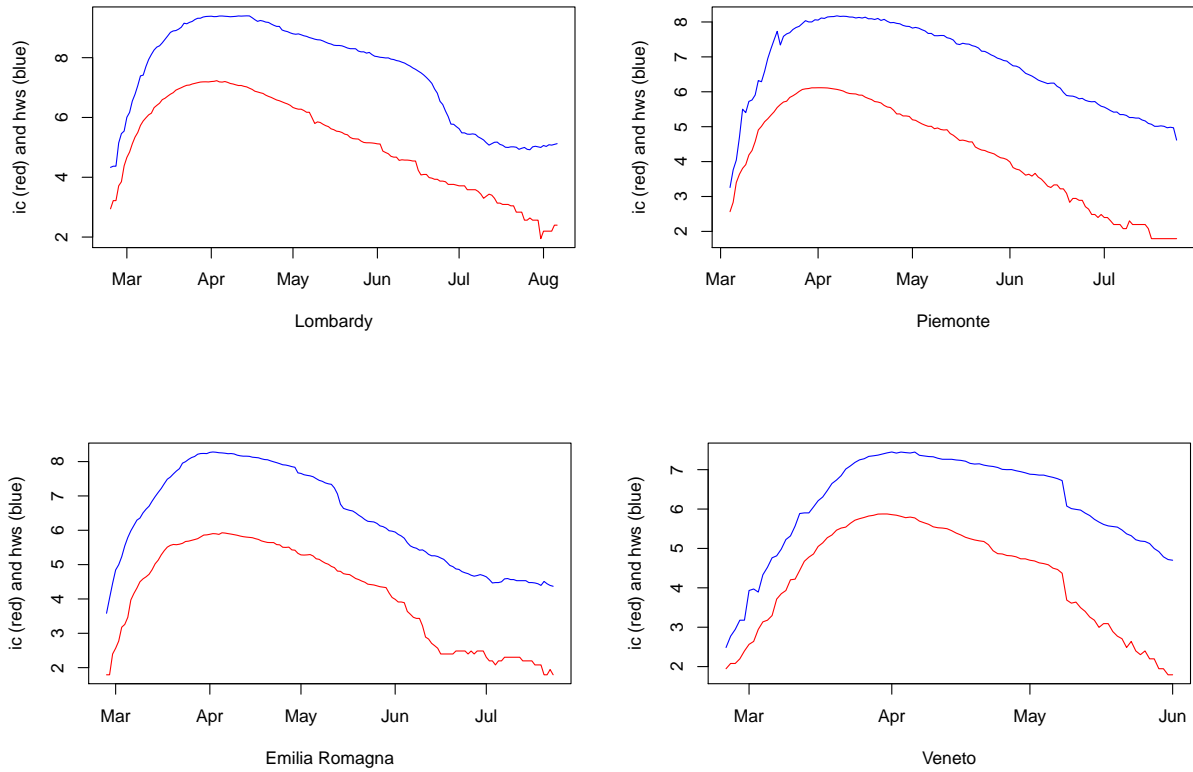 ic (red) and hws (blue)
2
4
6
8
Mar
Apr
May
Jun
Jul
Aug
Lombardy
ic (red) and hws (blue)
2
3
4
5
6
7
8
Mar
Apr
May
Jun
Jul
Piemonte
ic (red) and hws (blue)
2
3
4
5
6
7
8
Mar
Apr
May
Jun
Jul
Emilia Romagna
ic (red) and hws (blue)
2
3
4
5
6
7
Mar
Apr
May
Jun
Veneto